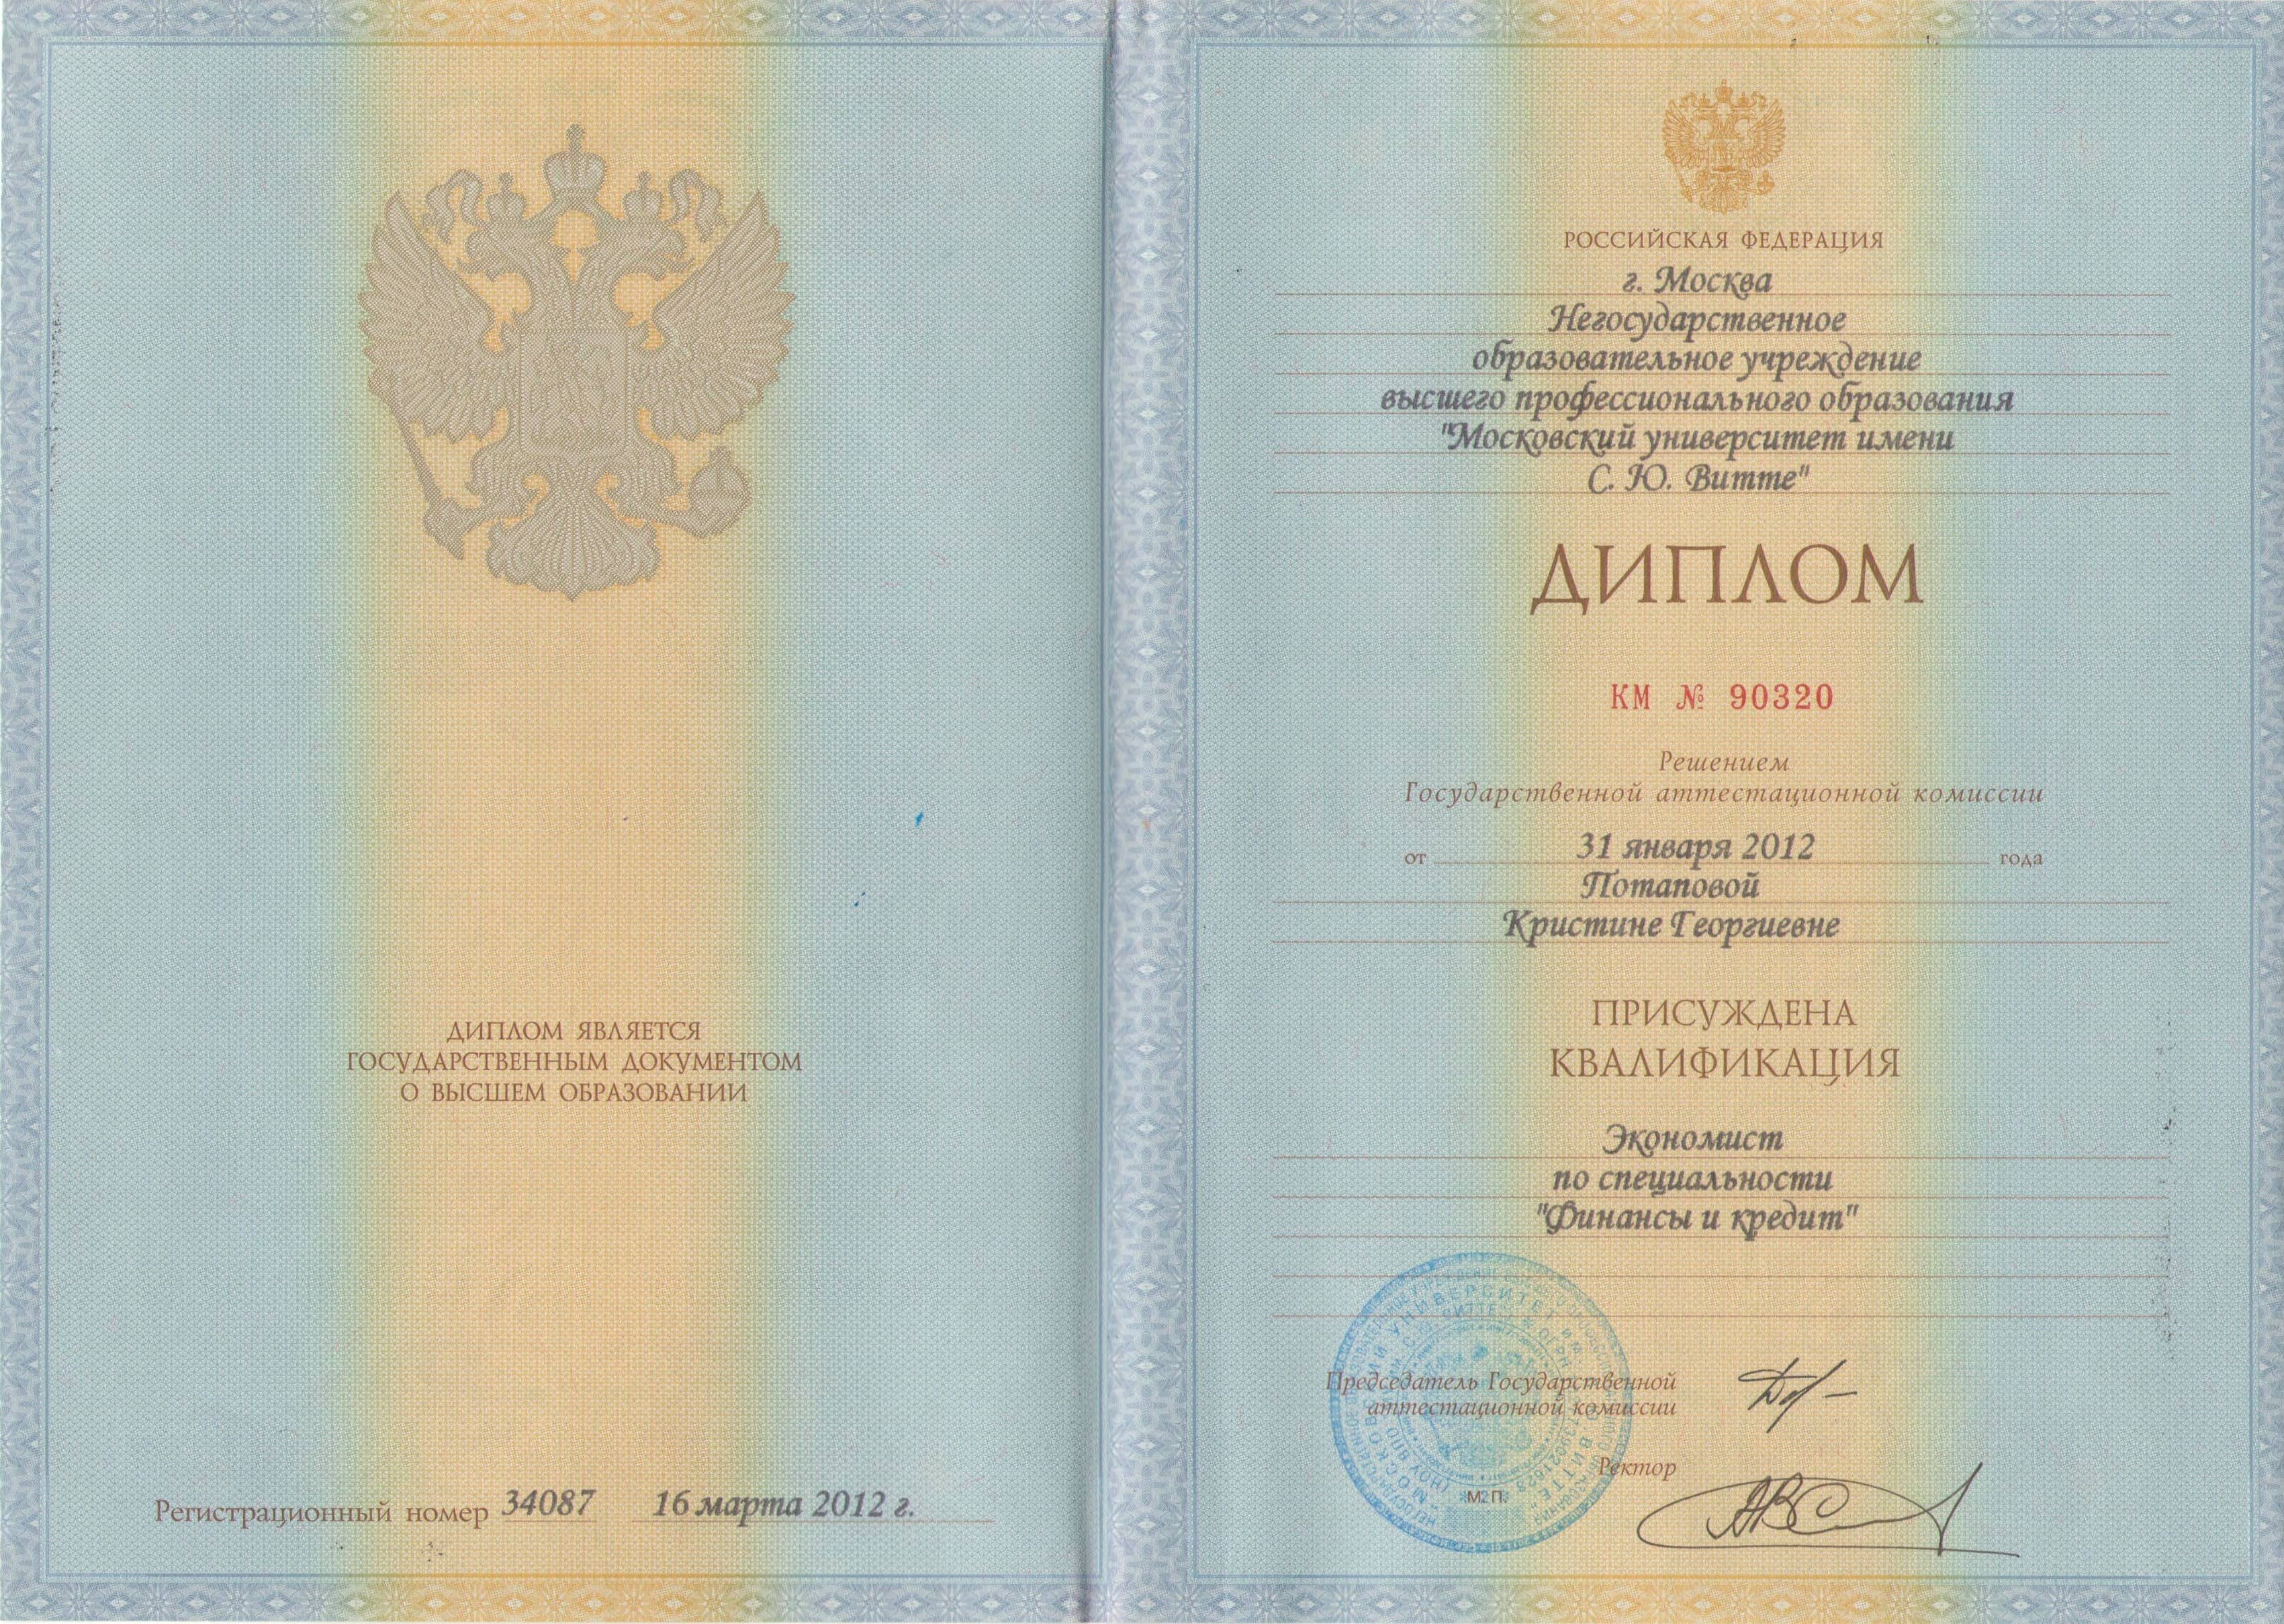 ДИПЛОМ ЯВЛЯЕТСЯ
ГОСУДАРСТВЕННЫМ ДОКУМЕНТОМ
О ВЫСШЕМ ОБРАЗОВАНИИ
Регистрационный номер 34087 16 марта 2012 г.
РОССИЙСКАЯ ФЕДЕРАЦИЯ
г. Москва
Негосударственное
образовательное учреждение
высшего профессионального образования
"Московский университет имени
С. Ю. Витте"
ДИПЛОМ
КМ № 90320
Решением
Государственной аттестационной комиссии
от 31 января 2012 года
Потаповой
Кристине Георгиевне
ПРИСУЖДЕНА
КВАЛИФИКАЦИЯ
Экономист
по специальности
"Финансы и кредит"
Председатель Государственной
аттестационной комиссии
Ректор
М.П.